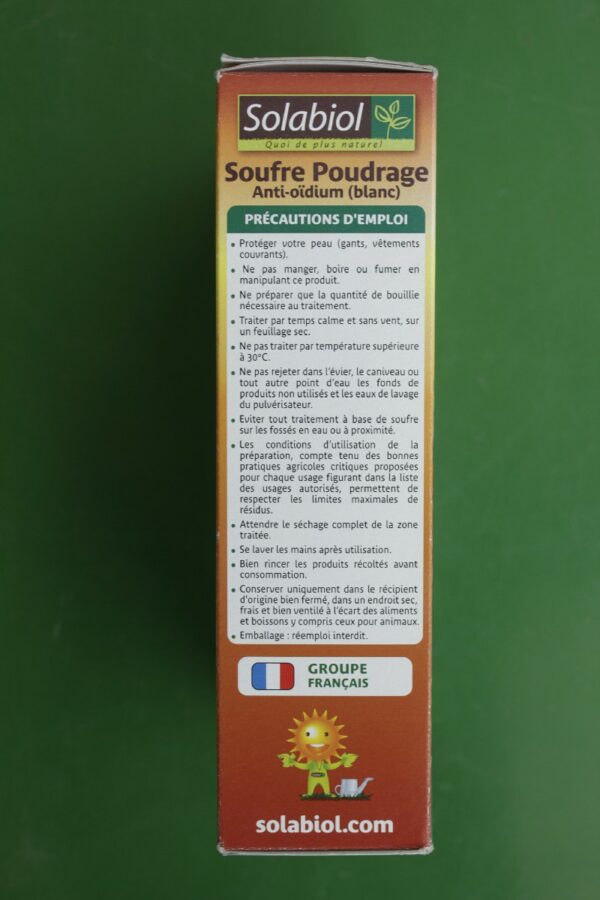 Solabiol
Quoi de plus naturel
Soufre Poudrage
Anti-oïdium (blanc)
PRÉCAUTIONS D'EMPLOI
• Protéger votre peau (gants, vêtements
couvrants).
• Ne pas manger, boire ou fumer en
manipulant ce produit.
• Ne préparer que la quantité de bouillie
nécessaire au traitement.
• Traiter par temps calme et sans vent, sur
un feuillage sec.
• Ne pas traiter par température supérieure
à 30°C.
• Ne pas rejeter dans l'évier, le caniveau ou
tout autre point d'eau les fonds de
produits non utilisés et les eaux de lavage
du pulvérisateur.
• Eviter tout traitement à base de soufre
sur les fossés en eau ou à proximité.
• Les conditions d'utilisation de la
préparation, compte tenu des bonnes
pratiques agricoles critiques proposées
pour chaque usage figurant dans la liste
des usages autorisés, permettent de
respecter les limites maximales de
résidus.
• Attendre le séchage complet de la zone
traitée.
• Se laver les mains après utilisation.
• Bien rincer les produits récoltés avant
consommation.
• Conserver uniquement dans le récipient
d'origine bien fermé, dans un endroit sec,
frais et bien ventilé à l'écart des aliments
et boissons y compris ceux pour animaux.
• Emballage : réemploi interdit.
GROUPE
FRANÇAIS
solabiol.com